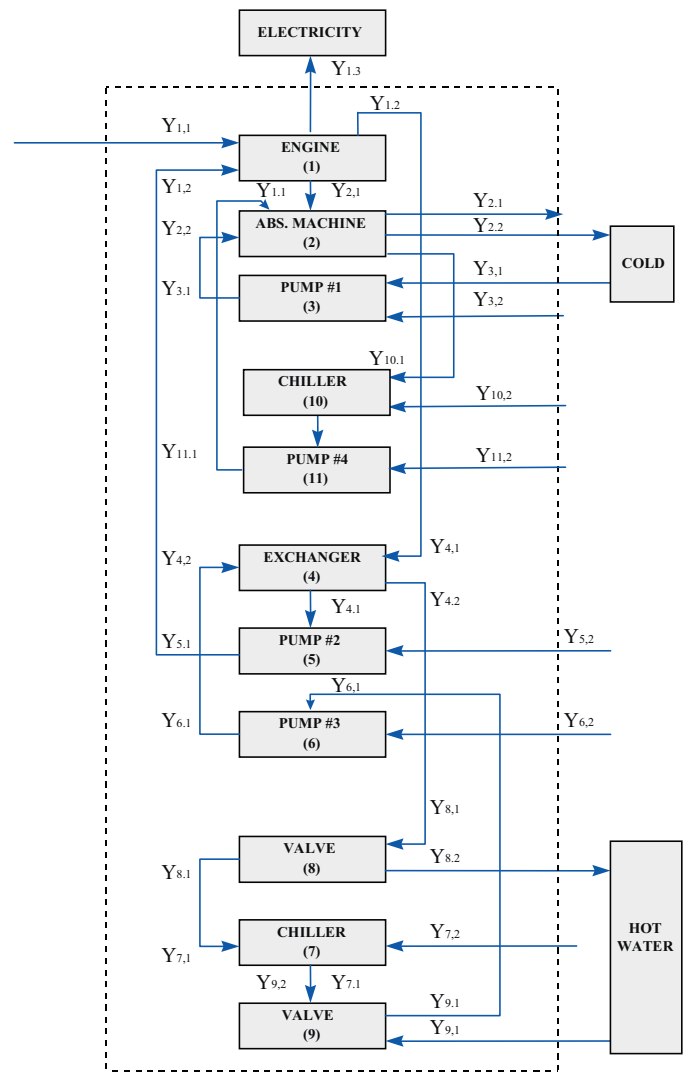 ELECTRICITY
Y1.3
Y1.2
Y1,1
ENGINE
(1)
Y1,2
Y1.1
Y2,1
Y2.1
ABS. MACHINE
(2)
Y2,2
Y2.2
COLD
Y3.1
PUMP #1
(3)
Y3,1
Y3,2
Y10.1
CHILLER
(10)
Y10,2
Y11.1
PUMP #4
(11)
Y11,2
Y4,2
EXCHANGER
(4)
Y4,1
Y4.1
Y4.2
Y5.1
PUMP #2
(5)
Y5,2
Y6,1
Y6.1
PUMP #3
(6)
Y6,2
Y8,1
VALVE
(8)
Y8.1
Y8.2
HOT
WATER
Y7,1
CHILLER
(7)
Y7,2
Y9,2
Y7.1
Y9.1
VALVE
(9)
Y9,1